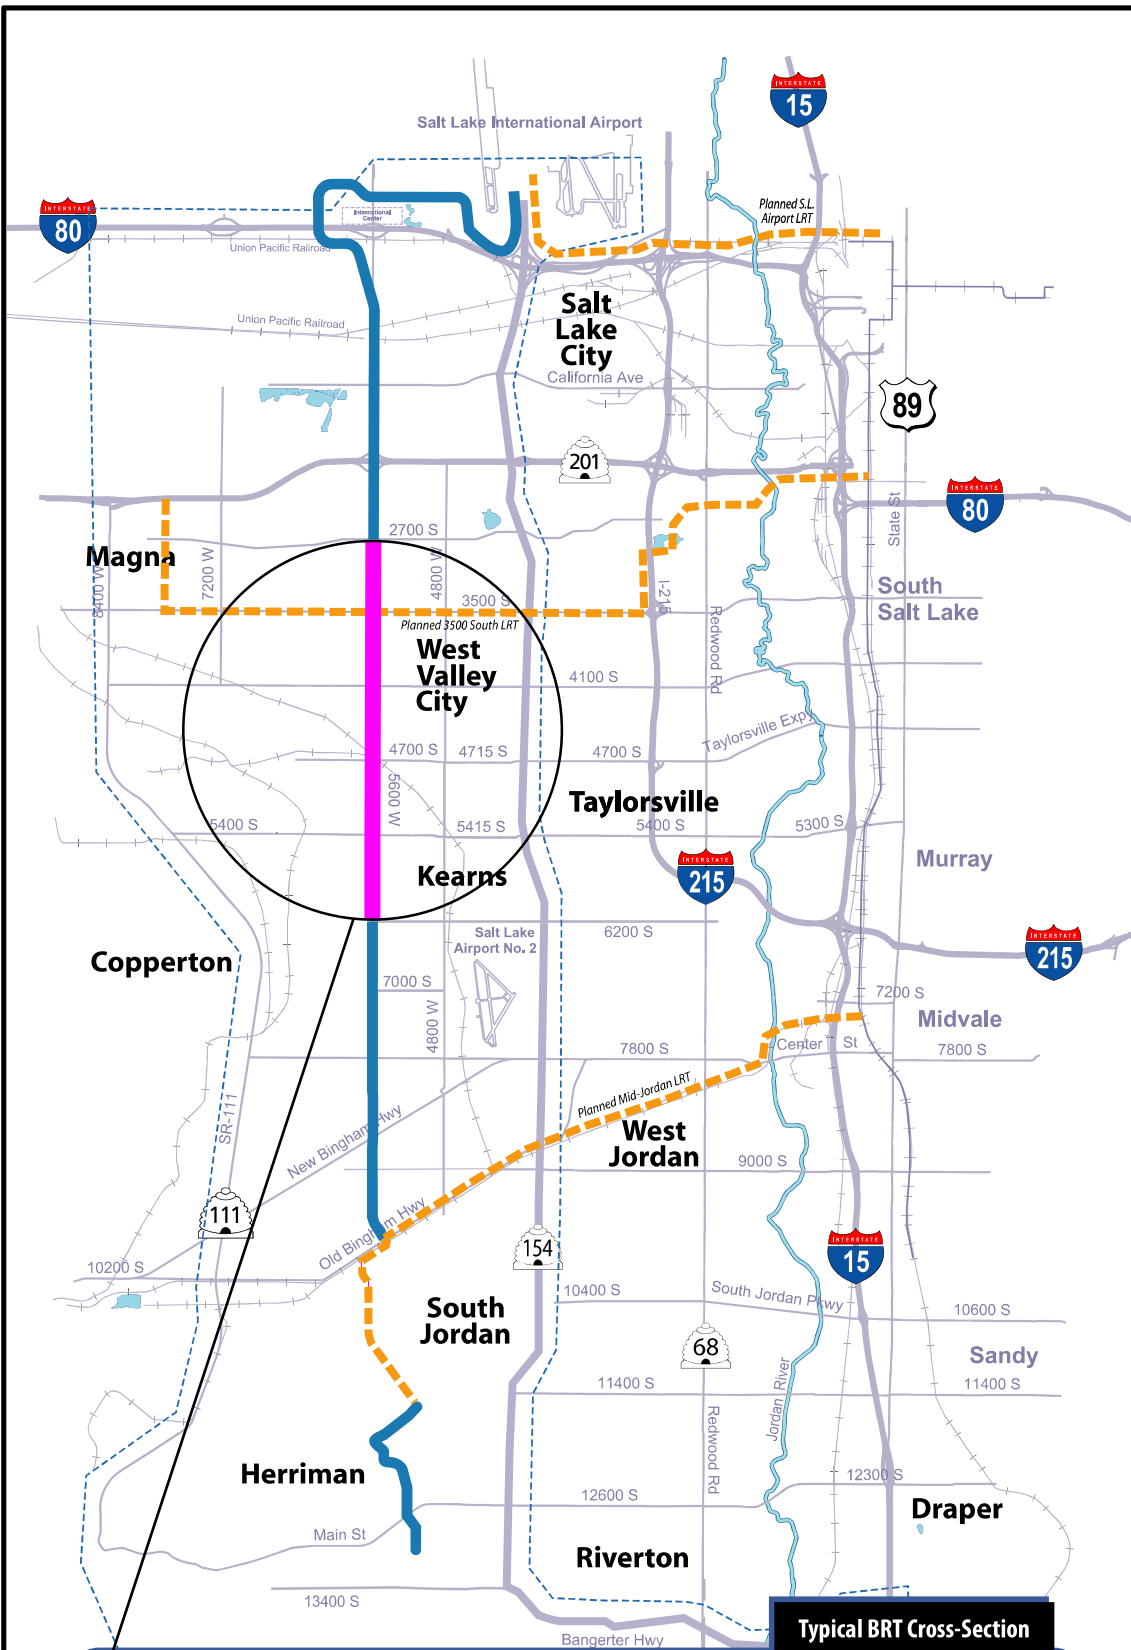 INTERSTATE
15
Salt Lake International Airport
INTERSTATE
80
International
Center
Planned S.L.
Airport LRT
Union Pacific Railroad
Union Pacific Railroad
Salt
Lake
City
California Ave
89
201
INTERSTATE
80
State St
2700 S
Magna
8400 W
7200 W
4800 W
3500 S
I-215
Redwood Rd
South
Salt Lake
Planned 3500 South LRT
West
Valley
City
4100 S
4700 S
4715 S
4700 S
Taylorsville Expy
5600 W
Taylorsville
5400 S
5415 S
5400 S
5300 S
Murray
Kearns
INTERSTATE
215
Salt Lake
Airport No. 2
6200 S
INTERSTATE
215
Copperton
7000 S
7200 S
4800 W
Midvale
Center St
7800 S
7800 S
Planned Mid-Jordan LRT
SR-111
New Bingham Hwy
West
Jordan
9000 S
111
Old Bingham Hwy
154
INTERSTATE
15
10200 S
10400 S
South Jordan Pkwy
10600 S
South
Jordan
68
Sandy
Jordan River
11400 S
11400 S
Redwood Rd
Herriman
12300 S
12600 S
Draper
Main St
Riverton
13400 S
Typical BRT Cross-Section
Bangerter Hwy